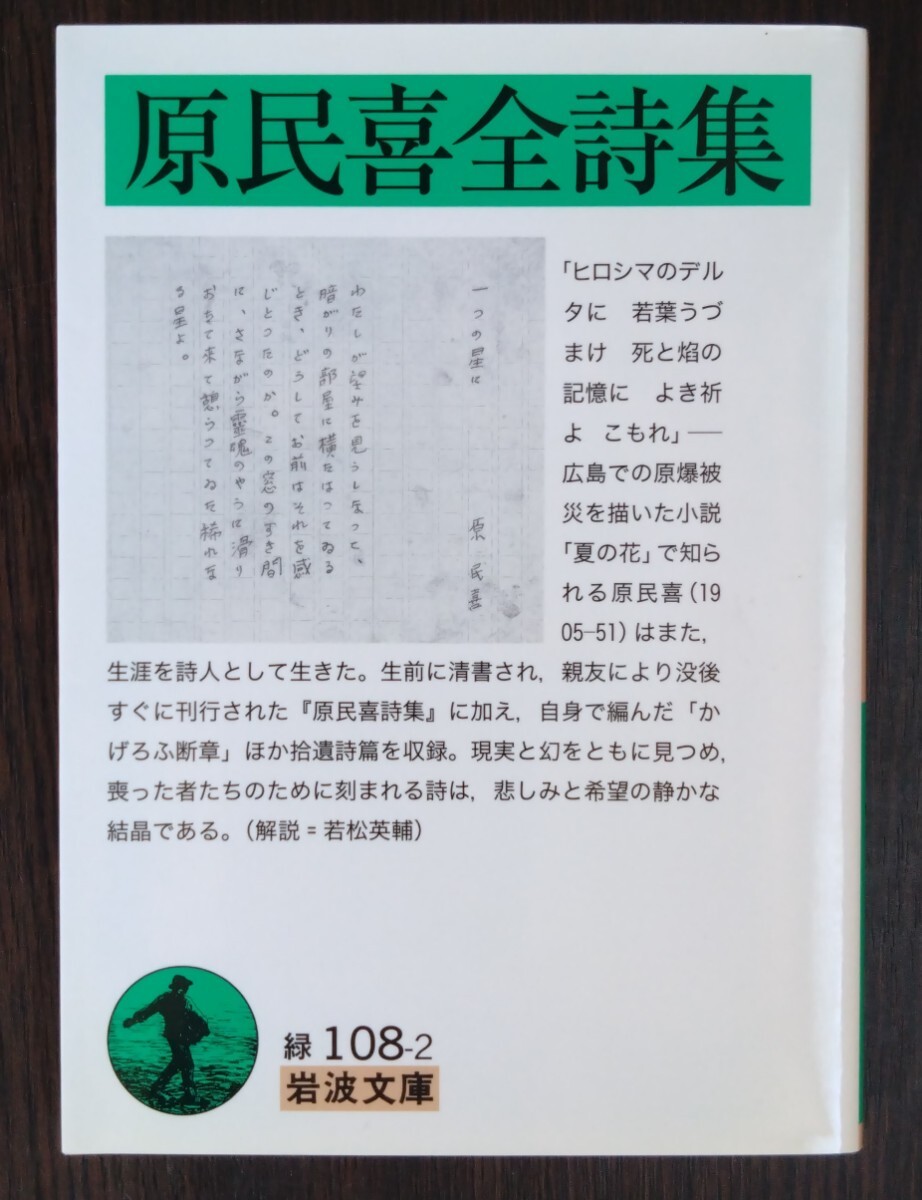 原民喜全詩集
一つの星に
原 民喜
わたしが望みを見うしなつて、
暗がりの部屋に横たはつてゐる
とき、どうしてお前はそれを感
じとつたのか。この窓のすき間
に、さながら霊魂のやうに滑り
おちて来て憩らつてゐた稀れな
る星よ。
「ヒロシマのデル
タに 若葉うづ
まけ 死と焰の
記憶に よき祈
よ こもれ」──
広島での原爆被
災を描いた小説
「夏の花」で知ら
れる原民喜(19
05-51)はまた,
生涯を詩人として生きた。生前に清書され,親友により没後
すぐに刊行された『原民喜詩集』に加え,自身で編んだ「か
げろふ断章」ほか拾遺詩篇を収録。現実と幻をともに見つめ,
喪った者たちのために刻まれる詩は,悲しみと希望の静かな
結晶である。(解説=若松英輔)
緑 108-2
岩波文庫